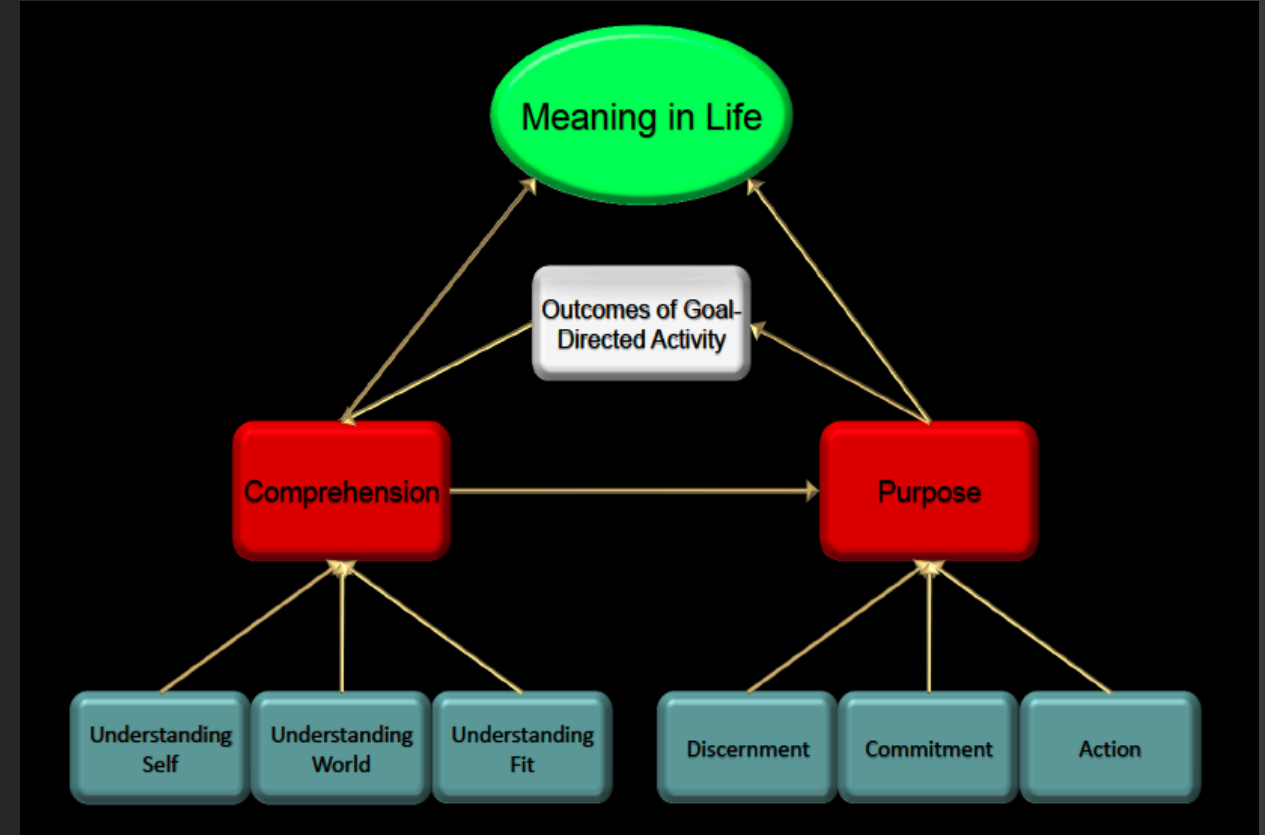 Meaning in Life
Outcomes of Goal-
Directed Activity
Comprehension
Purpose
Understanding
Self
Understanding
World
Understanding
Fit
Discernment
Commitment
Action